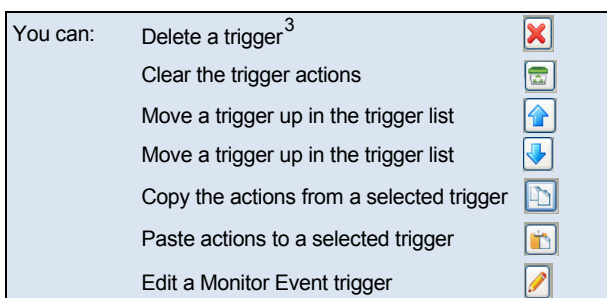 You can: Delete a trigger3
Clear the trigger actions
Move a trigger up in the trigger list
Move a trigger up in the trigger list
Copy the actions from a selected trigger
Paste actions to a selected trigger
Edit a Monitor Event trigger